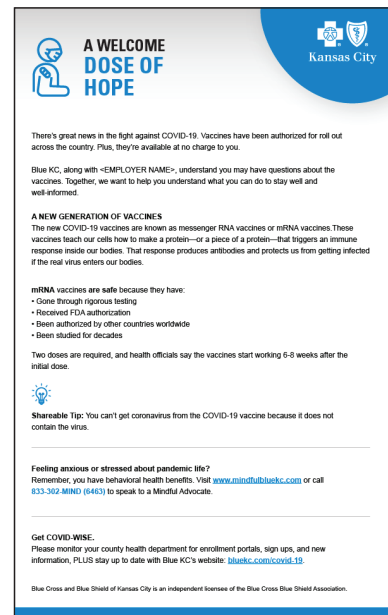 A WELCOME
DOSE OF
HOPE
Kansas City
There's great news in the fight against COVID-19. Vaccines have been authorized for roll out
across the country. Plus, they're available at no charge to you.
Blue KC, along with <EMPLOYER NAME>, understand you may have questions about the
vaccines. Together, we want to help you understand what you can do to stay well and
well-informed.
A NEW GENERATION OF VACCINES
The new COVID-19 vaccines are known as messenger RNA vaccines or mRNA vaccines.These
vaccines teach our cells how to make a protein—or a piece of a protein—that triggers an immune
response inside our bodies. That response produces antibodies and protects us from getting infected
if the real virus enters our bodies.
mRNA vaccines are safe because they have:
• Gone through rigorous testing
• Received FDA authorization
• Been authorized by other countries worldwide
• Been studied for decades
Two doses are required, and health officials say the vaccines start working 6-8 weeks after the
initial dose.
Shareable Tip: You can't get coronavirus from the COVID-19 vaccine because it does not
contain the virus.
Feeling anxious or stressed about pandemic life?
Remember, you have behavioral health benefits. Visit www.mindfulbluekc.com or call
833-302-MIND (6463) to speak to a Mindful Advocate.
Get COVID-WISE.
Please monitor your county health department for enrollment portals, sign ups, and new
information, PLUS stay up to date with Blue KC's website: bluekc.com/covid-19.
Blue Cross and Blue Shield of Kansas City is an independent licensee of the Blue Cross Blue Shield Association.